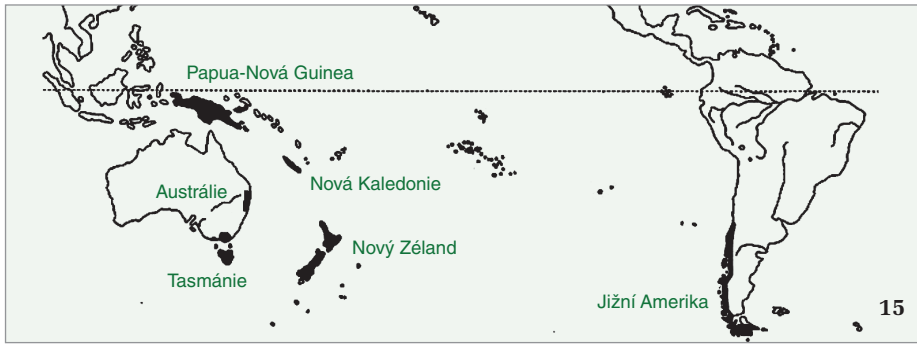 Papua-Nová Guinea
Nová Kaledonie
Austrálie
Nový Zéland
Tasmánie
Jižní Amerika
15